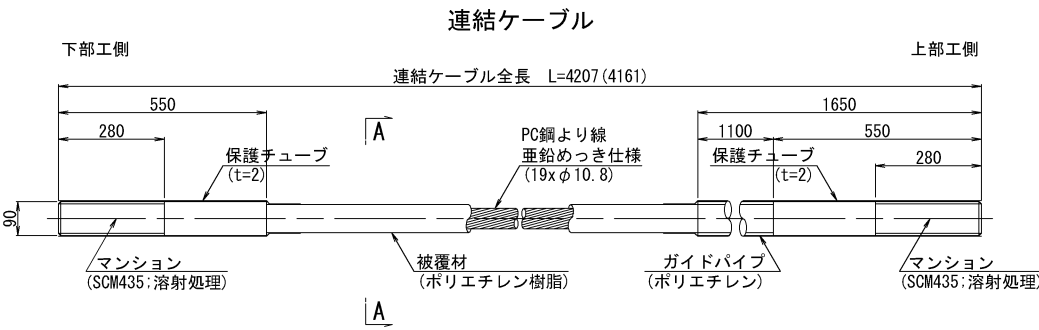 連結ケーブル
下部工側
上部工側
連結ケーブル全長 L=4207(4161)
550
1650
280
A
PC鋼より線
亜鉛めっき仕様
(19xφ10.8)
1100
550
保護チューブ
(t=2)
保護チューブ
(t=2)
280
90
マンション
(SCM435;溶射処理)
被覆材
(ポリエチレン樹脂)
ガイドパイプ
(ポリエチレン)
マンション
(SCM435;溶射処理)
A